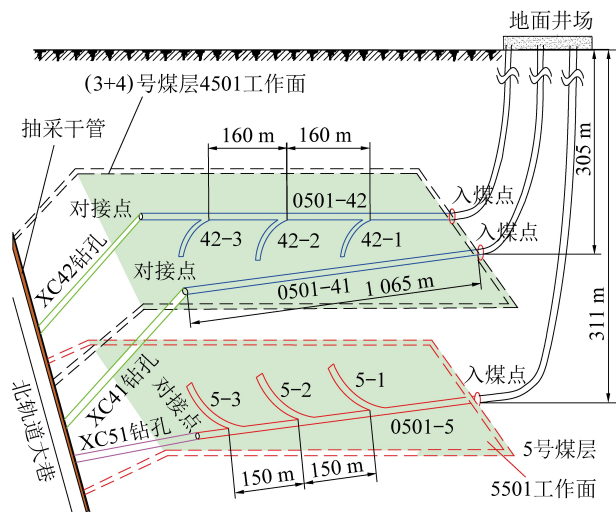 地面井场
(3+4)号煤层4501工作面
抽采干管
160 m
160 m
305 m
0501-42
入煤点
对接点
42-3
42-2
42-1
入煤点
XC42钻孔
对接点
0501-41
1 065 m
311 m
XC41钻孔
5-3
5-2
5-1
入煤点
对接点
北轨道大巷
XC51钻孔
0501-5
5号煤层
150 m
150 m
5501工作面